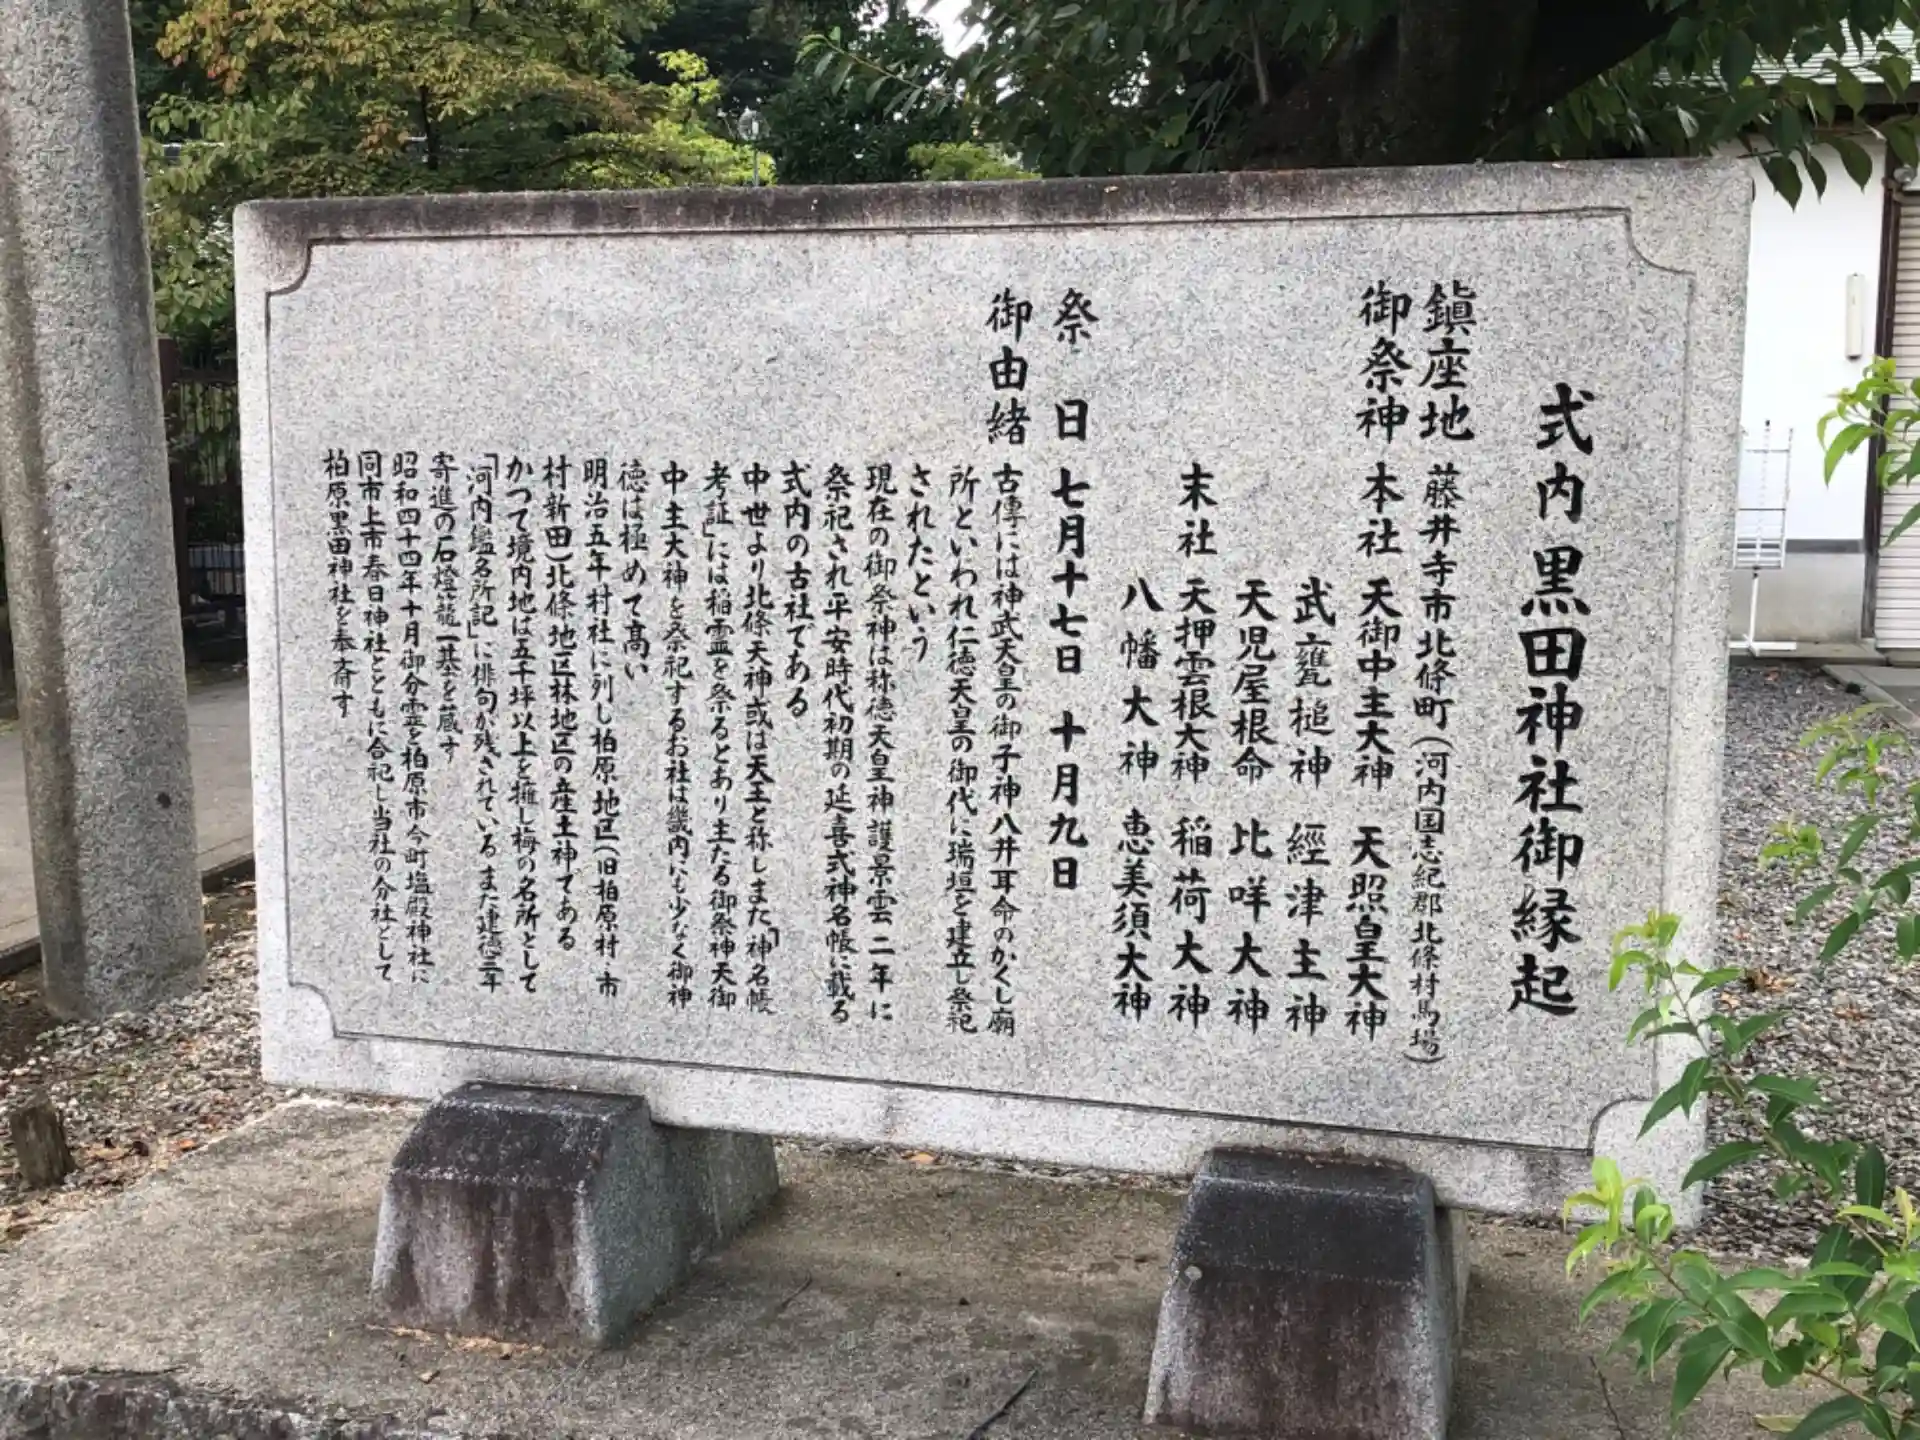 式内 黒田神社御縁起
鎮座地 藤井寺市北條町(河内国志紀郡北條村馬場)
御祭神 本社 天御中主大神 天照皇大神
武甕槌神 經津主神
天児屋根命 比咩大神
末社 天押雲根大神 稲荷大神
八幡大神 恵美須大神
祭 日 七月十七日 十月九日
御由緒 古傳には神武天皇の御子神八井耳命のかくし廟
所といわれ仁徳天皇の御代に瑞垣を建立し祭祀
されたという
現在の御祭神は称徳天皇神護景雲二年に
祭祀され平安時代初期の延喜式神名帳に載る
式内の古社である
中世より北條天神或は天王と称しまた「神名帳
考証」には稲霊を祭るとあり主たる御祭神天御
中主大神を祭祀するお社は畿内にも少なく御神
徳は極めて高い
明治五年村社に列し柏原地区(旧柏原村・市
村新田)北條地区林地区の産土神である
かつて境内地は五千坪以上を擁し梅の名所として
「河内鑑名所記」に俳句が残されているまた建徳三年
寄進の石燈籠一基を蔵す
昭和四十四年十月御分霊を柏原市今町塩殿神社に
同市上市春日神社とともに合祀し当社の分社として
柏原黒田神社を奉斎す